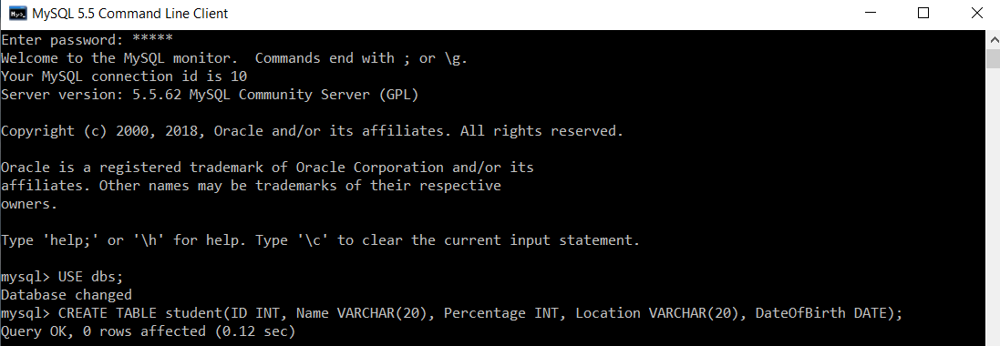 MySQL 5.5 Command Line Client
Enter password: *****
Welcome to the MySQL monitor.  Commands end with ; or \g.
Your MySQL connection id is 10
Server version: 5.5.62 MySQL Community Server (GPL)

Copyright (c) 2000, 2018, Oracle and/or its affiliates. All rights reserved.

Oracle is a registered trademark of Oracle Corporation and/or its
affiliates. Other names may be trademarks of their respective
owners.

Type 'help;' or '\h' for help. Type '\c' to clear the current input statement.

mysql> USE dbs;
Database changed
mysql> CREATE TABLE student(ID INT, Name VARCHAR(20), Percentage INT, Location VARCHAR(20), DateOfBirth DATE);
Query OK, 0 rows affected (0.12 sec)